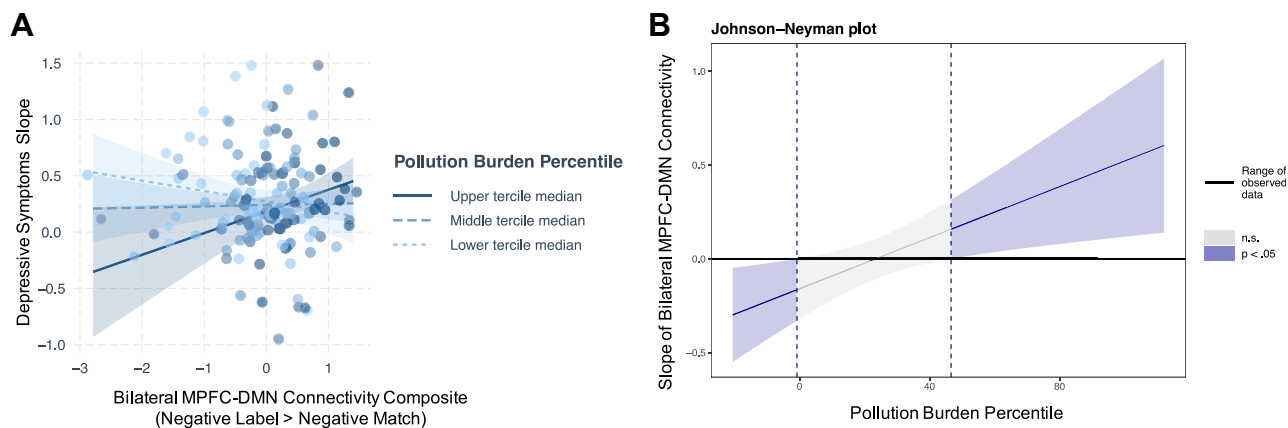 A
Depressive Symptoms Slope
1.5
1.0
0.5
0.0
−0.5
−1.0
−3
−2
−1
0
1
Bilateral MPFC-DMN Connectivity Composite
(Negative Label > Negative Match)
Pollution Burden Percentile
Upper tercile median
Middle tercile median
Lower tercile median
B
Johnson−Neyman plot
Slope of Bilateral MPFC-DMN Connectivity
1.0
0.5
0.0
−0.5
0
40
80
Pollution Burden Percentile
Range of
observed
data
n.s.
p < .05